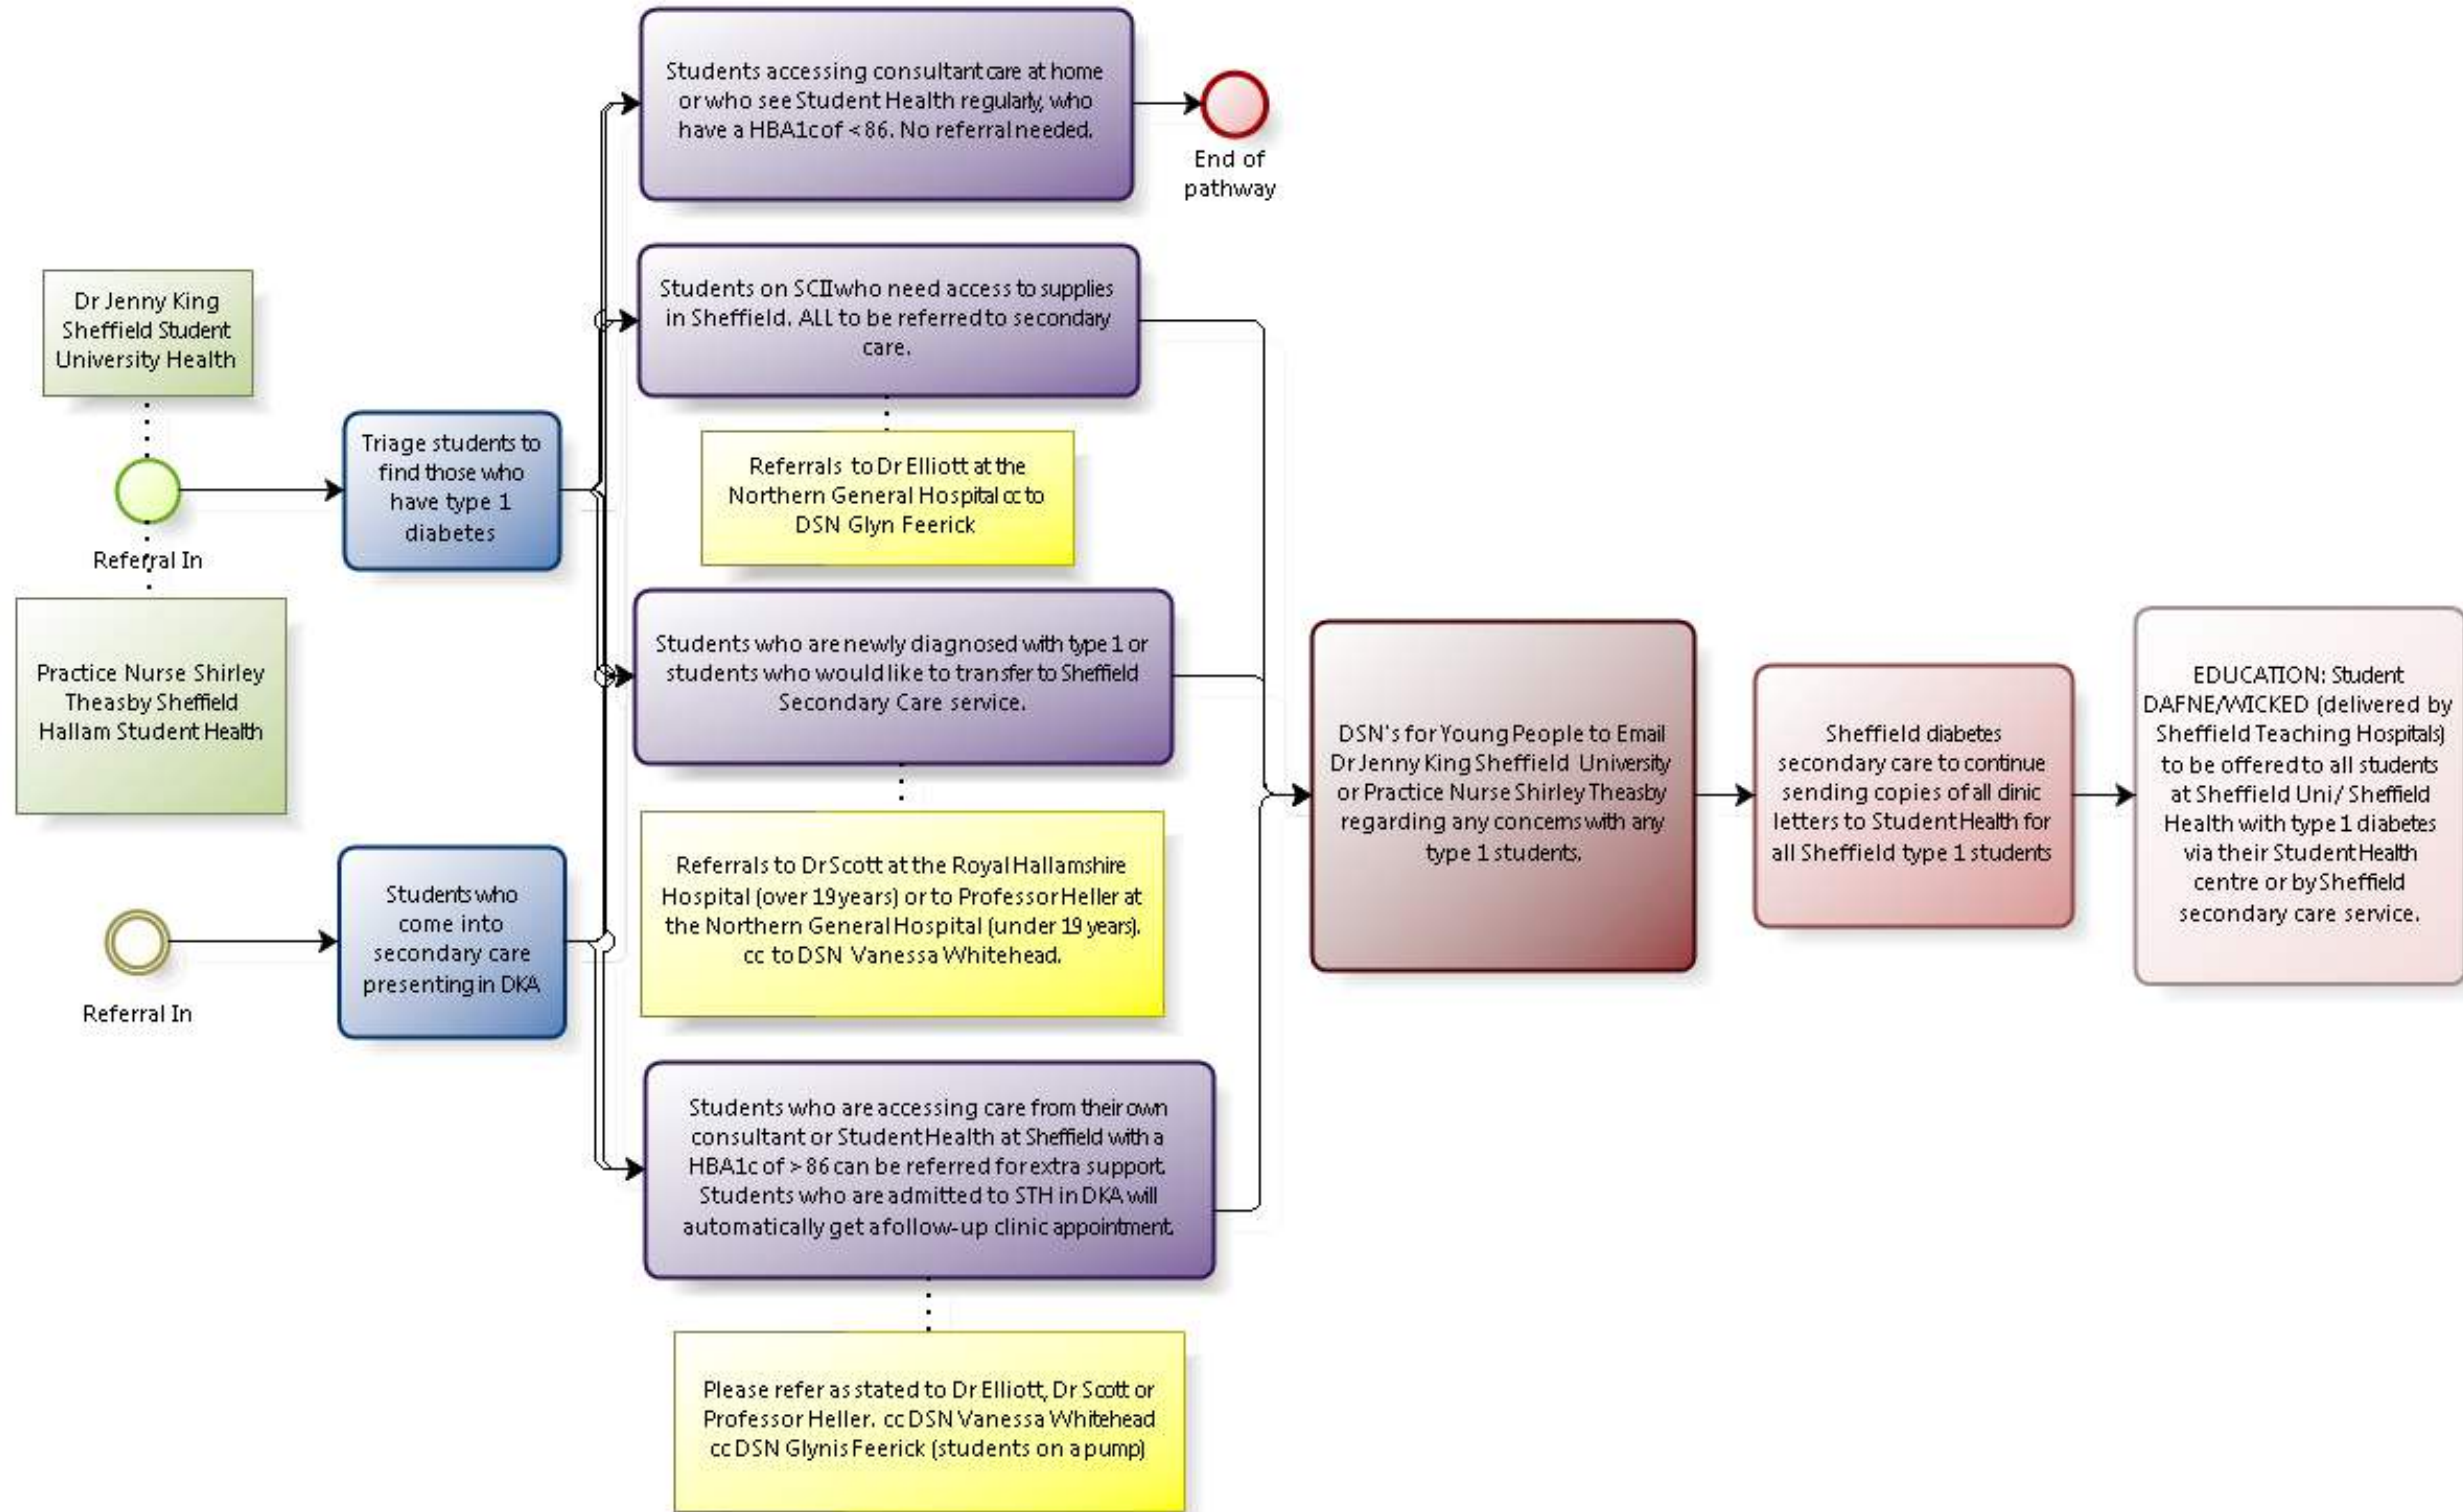 Students accessing consultant care at home
or who see Student Health regularly, who
have a HBA1c of < 86. No referral needed.
End of
pathway
Dr Jenny King
Sheffield Student
University Health
Referral In
Practice Nurse Shirley
Theasby Sheffield
Hallam Student Health
Triage students to
find those who
have type 1
diabetes
Students on SCII who need access to supplies
in Sheffield. ALL to be referred to secondary
care.
Referrals to Dr Elliott at the
Northern General Hospital cc to
DSN Glyn Feerick
Students who are newly diagnosed with type 1 or
students who would like to transfer to Sheffield
Secondary Care service.
Referrals to Dr Scott at the Royal Hallamshire
Hospital (over 19 years) or to Professor Heller at
the Northern General Hospital (under 19 years).
cc to DSN Vanessa Whitehead.
Referral In
Students who
come into
secondary care
presenting in DKA
Students who are accessing care from their own
consultant or Student Health at Sheffield with a
HBA1c of > 86 can be referred for extra support.
Students who are admitted to STH in DKA will
automatically get a follow-up clinic appointment.
Please refer as stated to Dr Elliott, Dr Scott or
Professor Heller. cc DSN Vanessa Whitehead
cc DSN Glynis Feerick (students on a pump)
DSN's for Young People to Email
Dr Jenny King Sheffield University
or Practice Nurse Shirley Theasby
regarding any concerns with any
type 1 students.
Sheffield diabetes
secondary care to continue
sending copies of all clinic
letters to Student Health for
all Sheffield type 1 students
EDUCATION: Student
DAFNE/WICKED (delivered by
Sheffield Teaching Hospitals)
to be offered to all students
at Sheffield Uni/ Sheffield
Health with type 1 diabetes
via their Student Health
centre or by Sheffield
secondary care service.